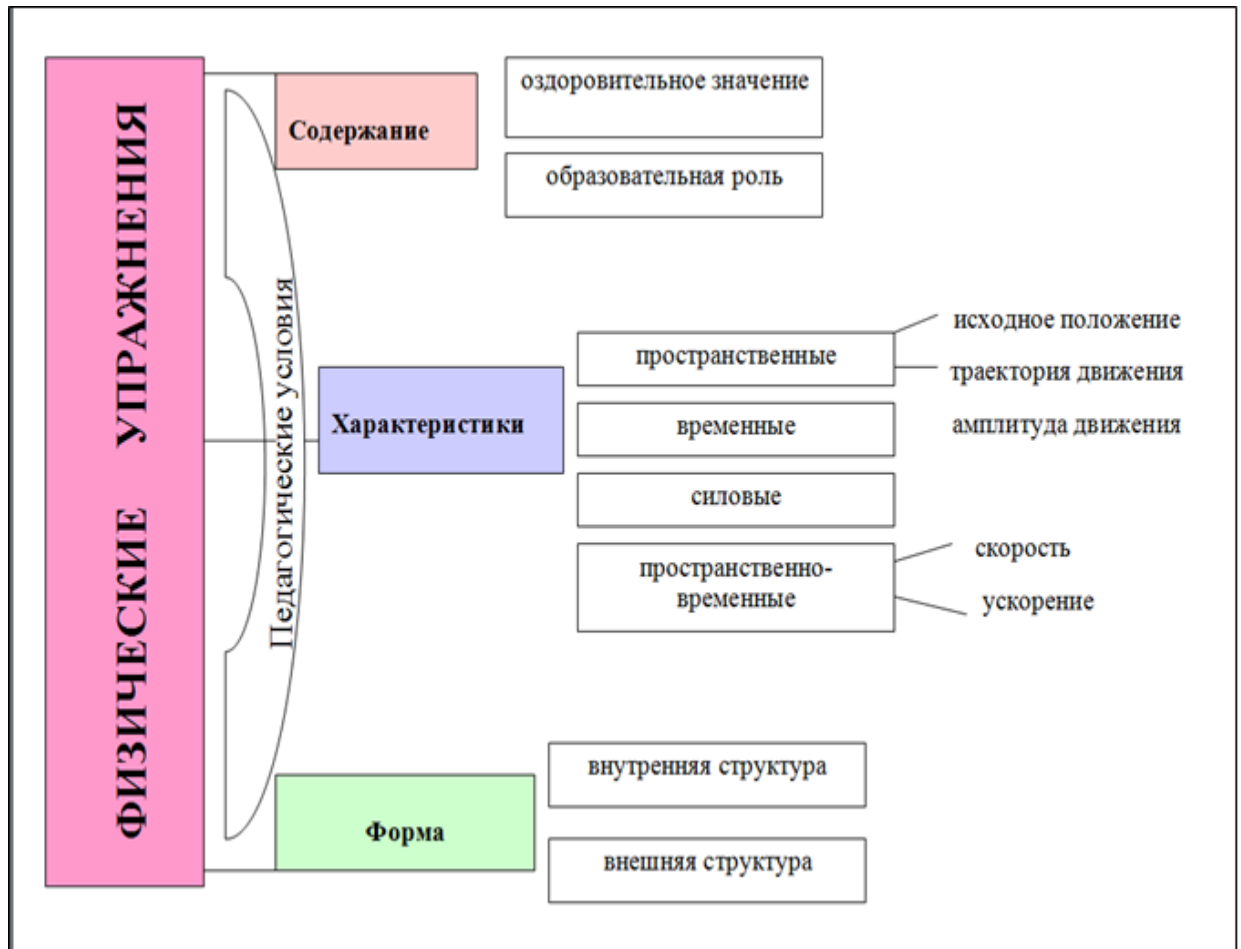 ФИЗИЧЕСКИЕ УПРАЖНЕНИЯ
Педагогические условия
Содержание
оздоровительное значение
образовательная роль
Характеристики
пространственные
исходное положение
траектория движения
амплитуда движения
временные
силовые
пространственно-
временные
скорость
ускорение
Форма
внутренняя структура
внешняя структура